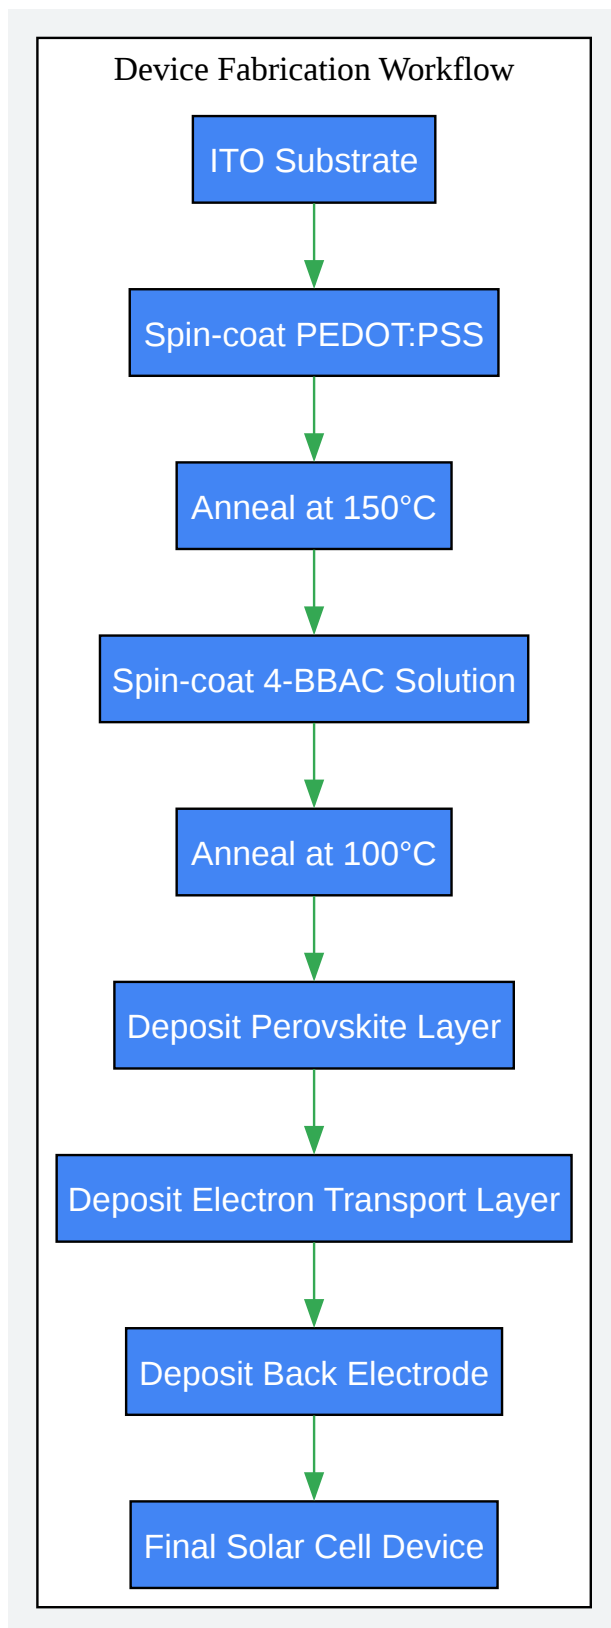 Device Fabrication Workflow
ITO Substrate
Spin-coat PEDOT:PSS
Anneal at 150°C
Spin-coat 4-BBAC Solution
Anneal at 100°C
Deposit Perovskite Layer
Deposit Electron Transport Layer
Deposit Back Electrode
Final Solar Cell Device